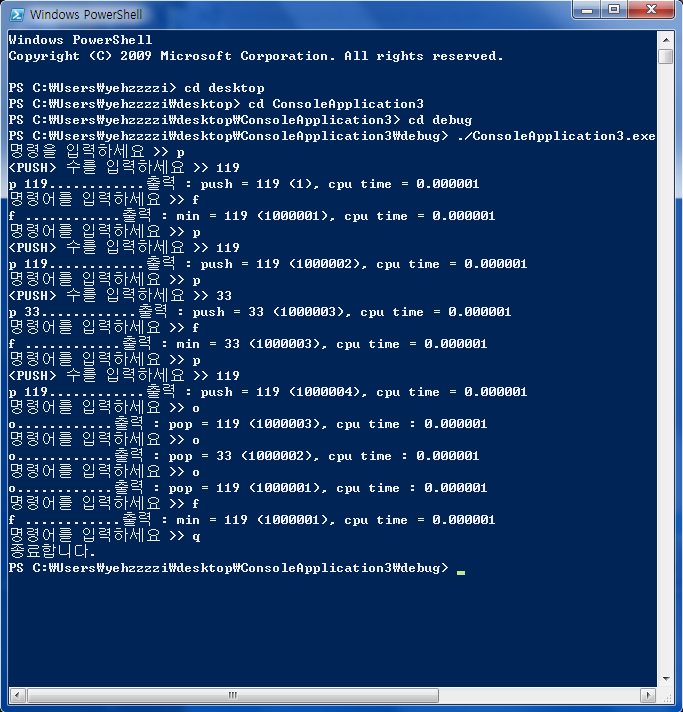 Windows PowerShell
Windows PowerShell
Copyright (C) 2009 Microsoft Corporation. All rights reserved.
PS C:₩Users₩yehzzzzi> cd desktop
PS C:₩Users₩yehzzzzi₩desktop> cd ConsoleApplication3
PS C:₩Users₩yehzzzzi₩desktop₩ConsoleApplication3> cd debug
PS C:₩Users₩yehzzzzi₩desktop₩ConsoleApplication3₩debug> ./ConsoleApplication3.exe
명령을 입력하세요 >> p
<PUSH> 수를 입력하세요 >> 119
p 119............출력 : push = 119 (1), cpu time = 0.000001
명령어를 입력하세요 >> f
f ............출력 : min = 119 (1000001), cpu time = 0.000001
명령어를 입력하세요 >> p
<PUSH> 수를 입력하세요 >> 119
p 119............출력 : push = 119 (1000002), cpu time = 0.000001
명령어를 입력하세요 >> p
<PUSH> 수를 입력하세요 >> 33
p 33............출력 : push = 33 (1000003), cpu time = 0.000001
명령어를 입력하세요 >> f
f ............출력 : min = 33 (1000003), cpu time = 0.000001
명령어를 입력하세요 >> p
<PUSH> 수를 입력하세요 >> 119
p 119............출력 : push = 119 (1000004), cpu time = 0.000001
명령어를 입력하세요 >> o
o............출력 : pop = 119 (1000003), cpu time : 0.000001
명령어를 입력하세요 >> o
o............출력 : pop = 33 (1000002), cpu time : 0.000001
명령어를 입력하세요 >> o
o............출력 : pop = 119 (1000001), cpu time : 0.000001
명령어를 입력하세요 >> f
f ............출력 : min = 119 (1000001), cpu time = 0.000001
명령어를 입력하세요 >> q
종료합니다.
PS C:₩Users₩yehzzzzi₩desktop₩ConsoleApplication3₩debug>